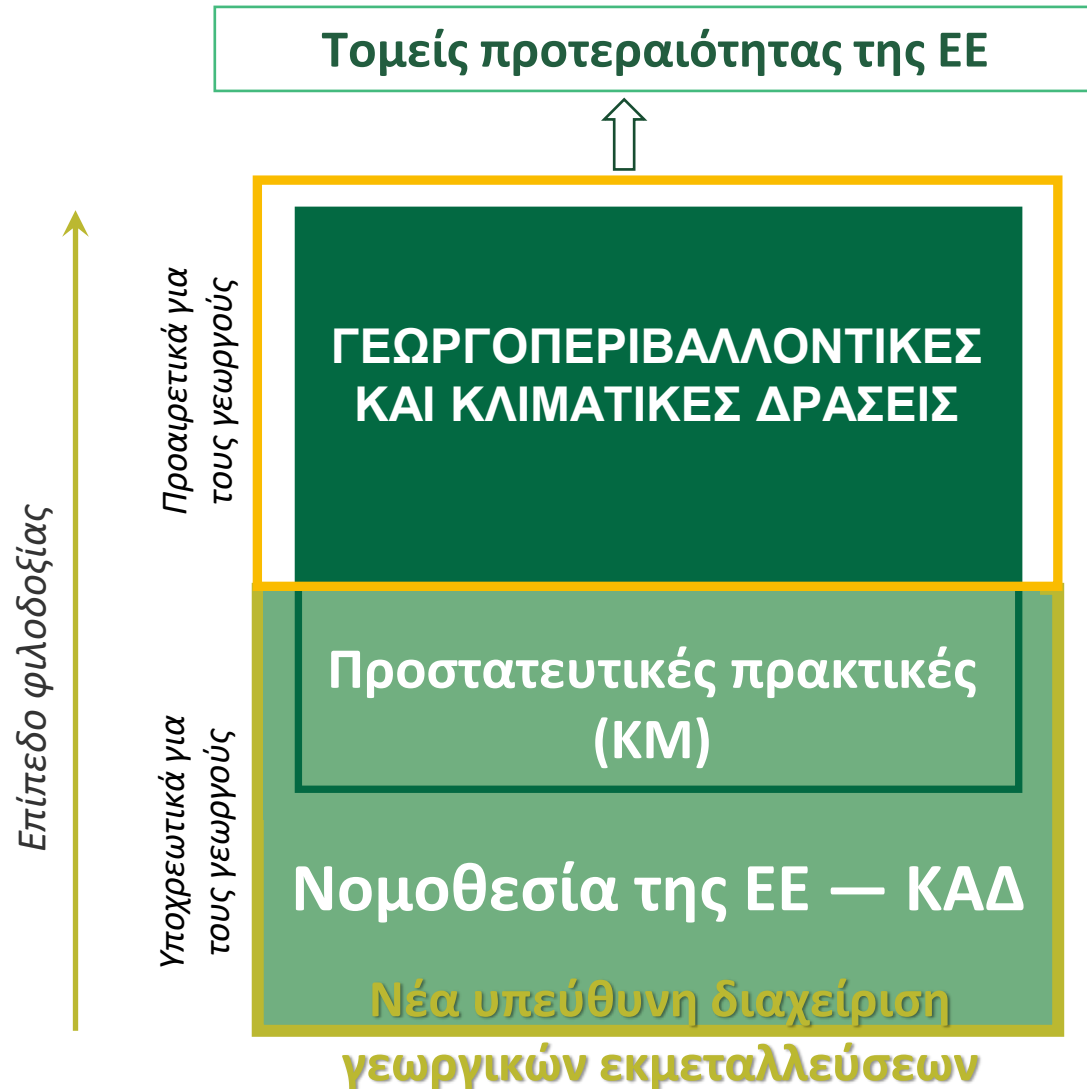 Τομείς προτεραιότητας της ΕΕ
Επίπεδο φιλοδοξίας
Προαιρετικά για
τους γεωργούς
ΓΕΩΡΓΟΠΕΡΙΒΑΛΛΟΝΤΙΚΕΣ
ΚΑΙ ΚΛΙΜΑΤΙΚΕΣ ΔΡΑΣΕΙΣ
Υποχρεωτικά για
τους γεωργούς
Προστατευτικές πρακτικές
(ΚΜ)
Νομοθεσία της ΕΕ — ΚΑΔ
Νέα υπεύθυνη διαχείριση
γεωργικών εκμεταλλεύσεων